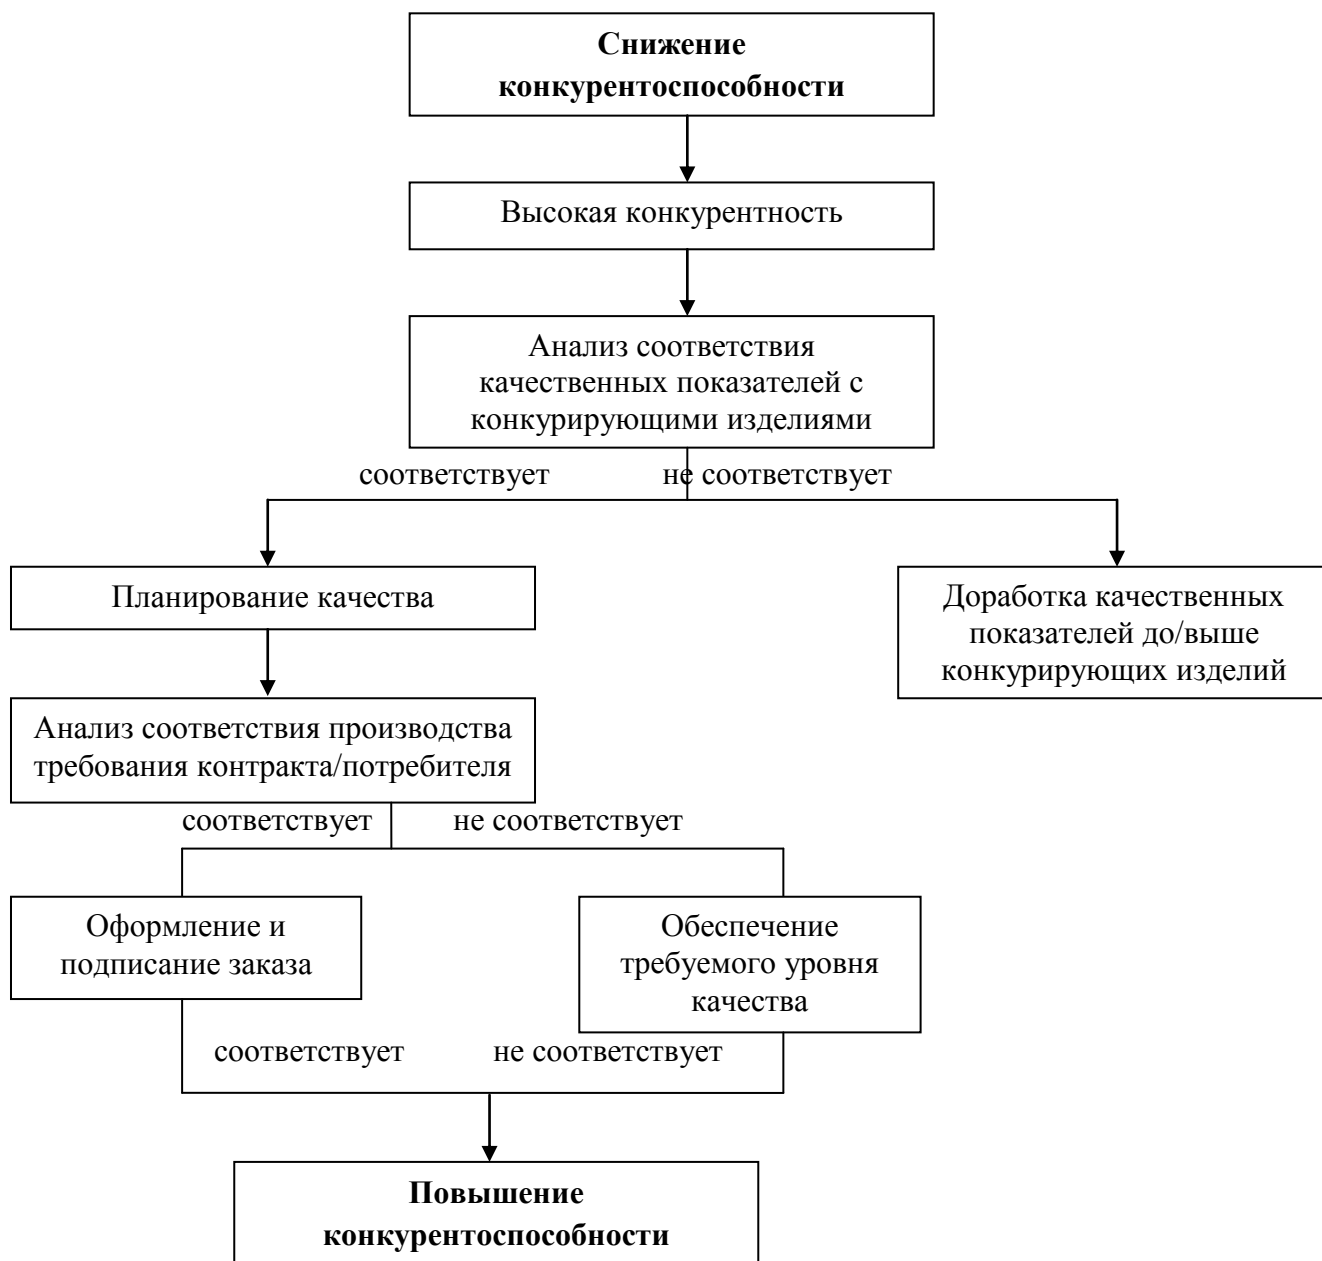 Снижение
конкурентоспособности
Высокая конкурентность
Анализ соответствия
качественных показателей с
конкурирующими изделиями
соответствует
не соответствует
Планирование качества
Доработка качественных
показателей до/выше
конкурирующих изделий
Анализ соответствия производства
требования контракта/потребителя
соответствует
не соответствует
Оформление и
подписание заказа
Обеспечение
требуемого уровня
качества
соответствует
не соответствует
Повышение
конкурентоспособности